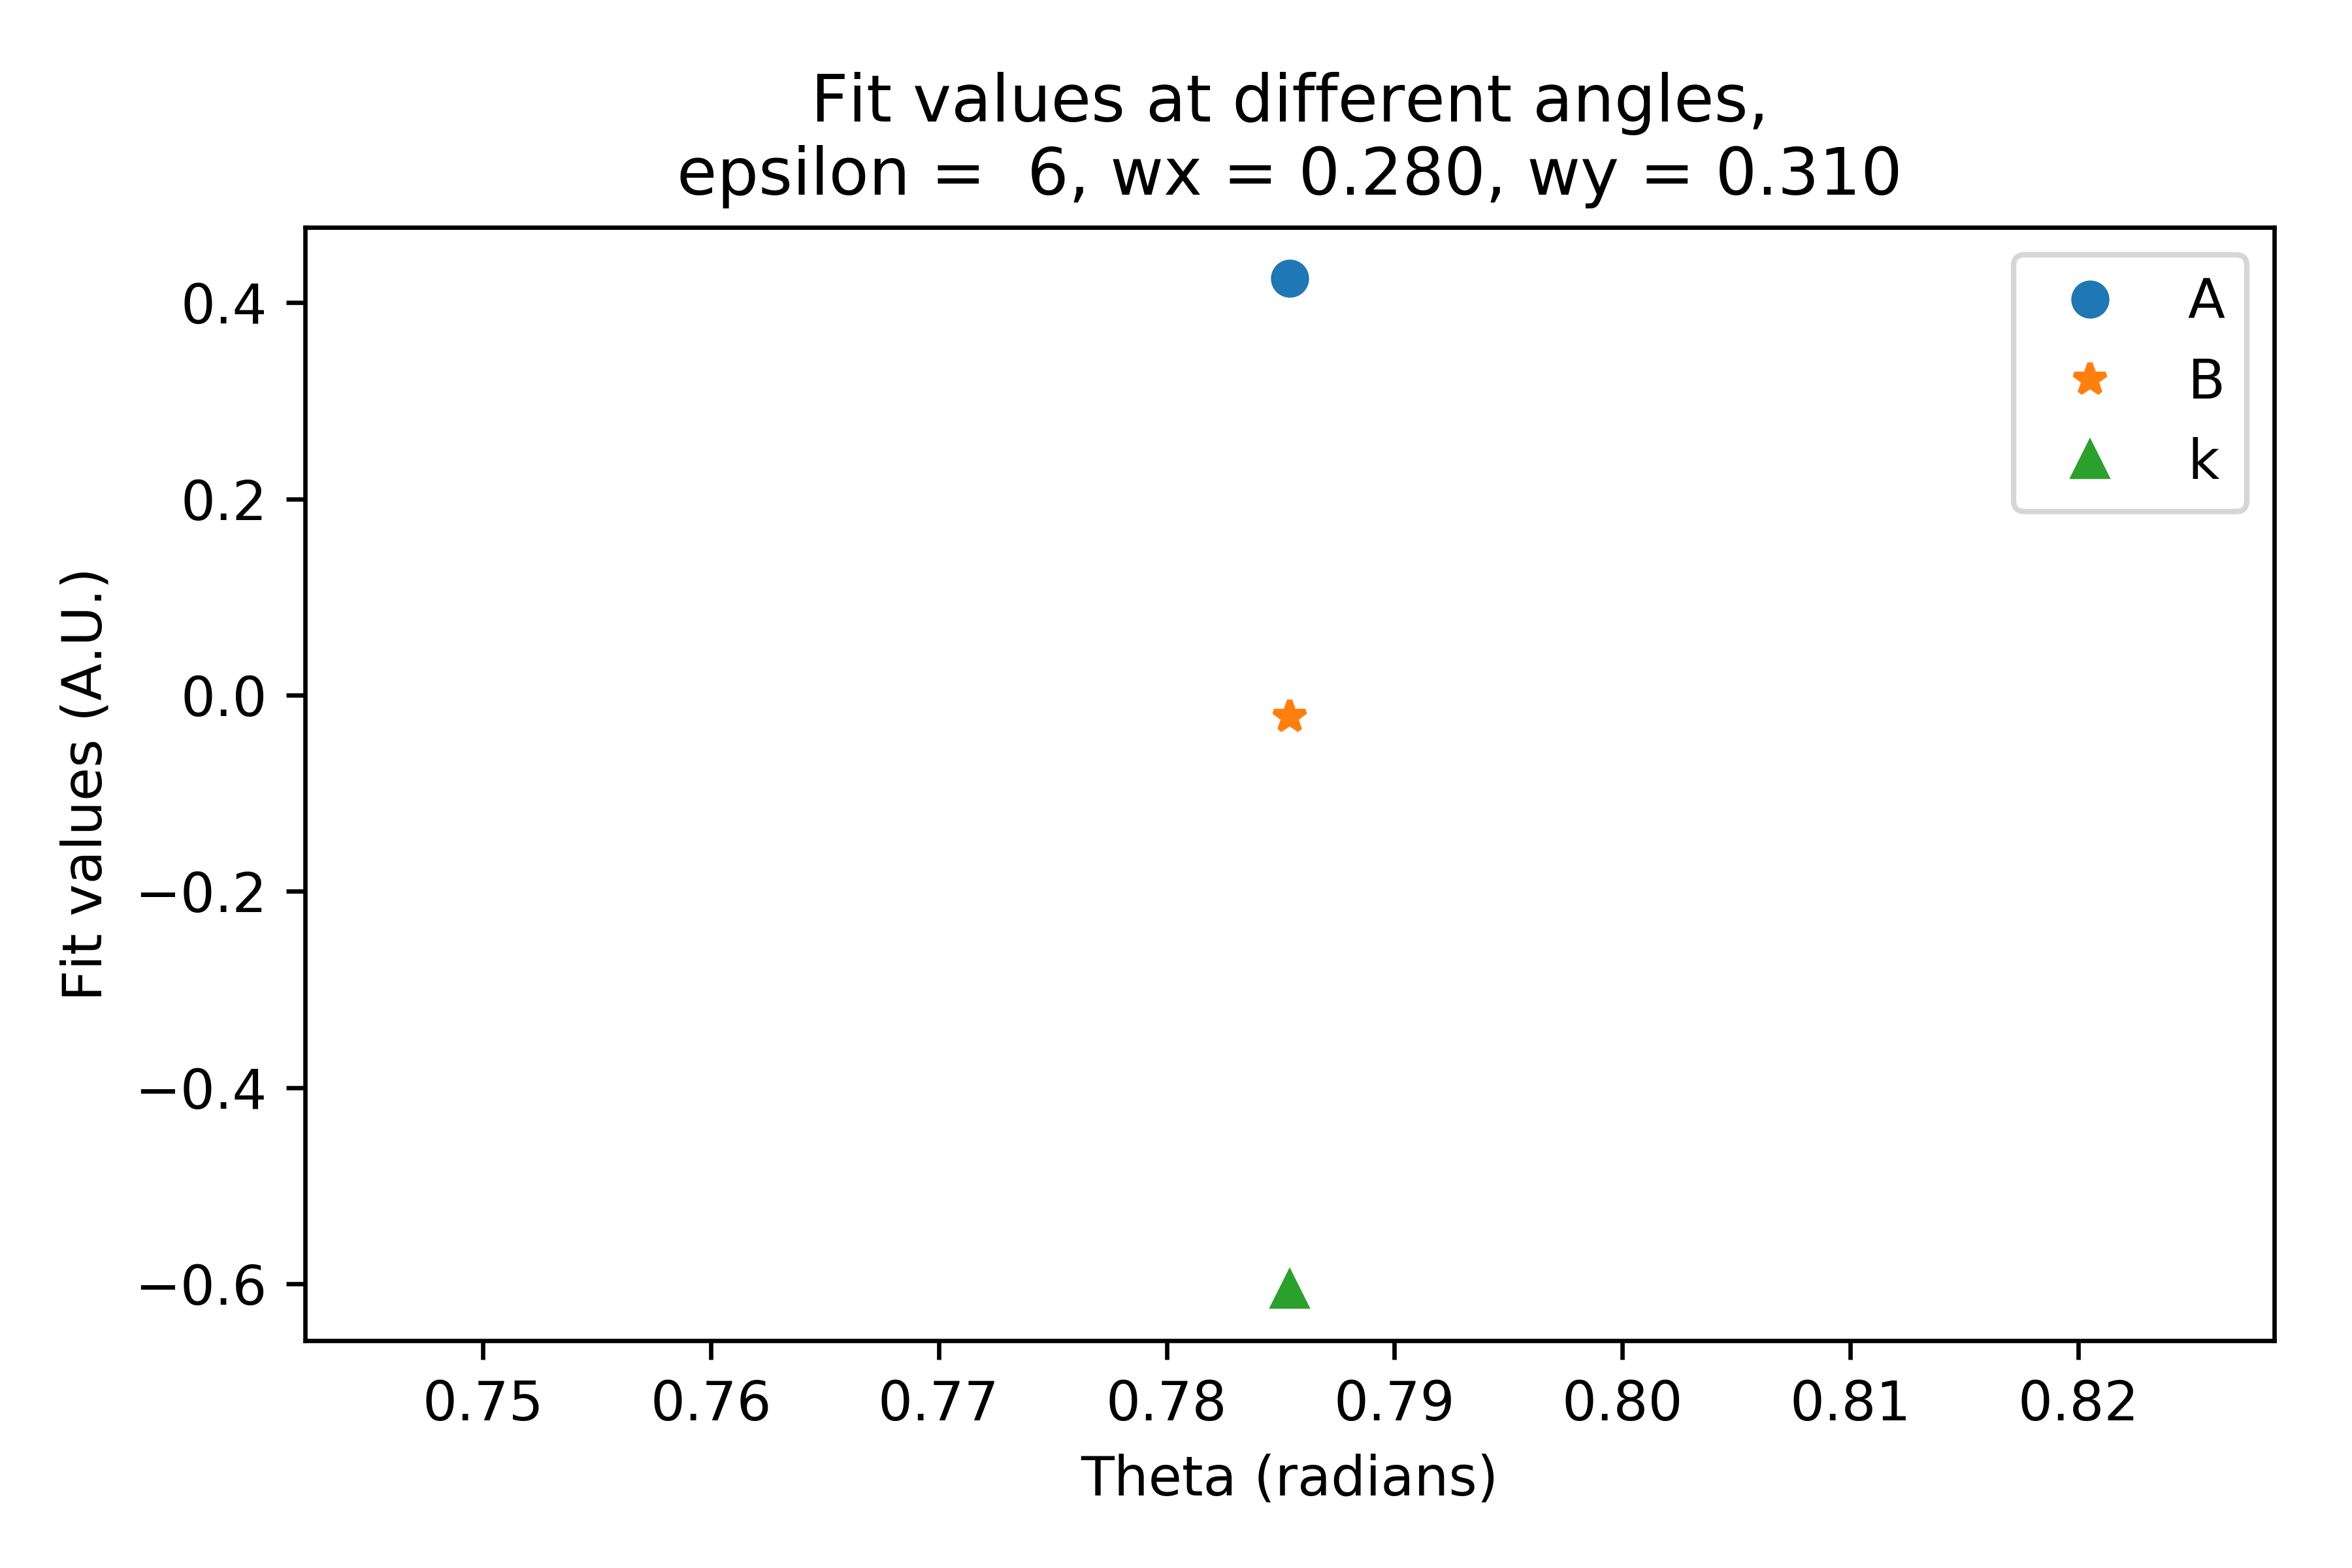 Fit values at different angles,
epsilon =  6, wx = 0.280, wy = 0.310
A
B
k
Fit values (A.U.)
0.4
0.2
0.0
−0.2
−0.4
−0.6
0.75 0.76 0.77 0.78 0.79 0.80 0.81 0.82
Theta (radians)